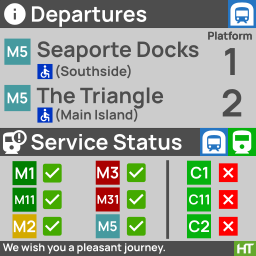 Departures
Platform
M5 Seaporte Docks 1
(Southside)
M5 The Triangle 2
(Main Island)
Service Status
M1 M3 C1
M11 M31 C11
M2 M5 C2
We wish you a pleasant journey. HT